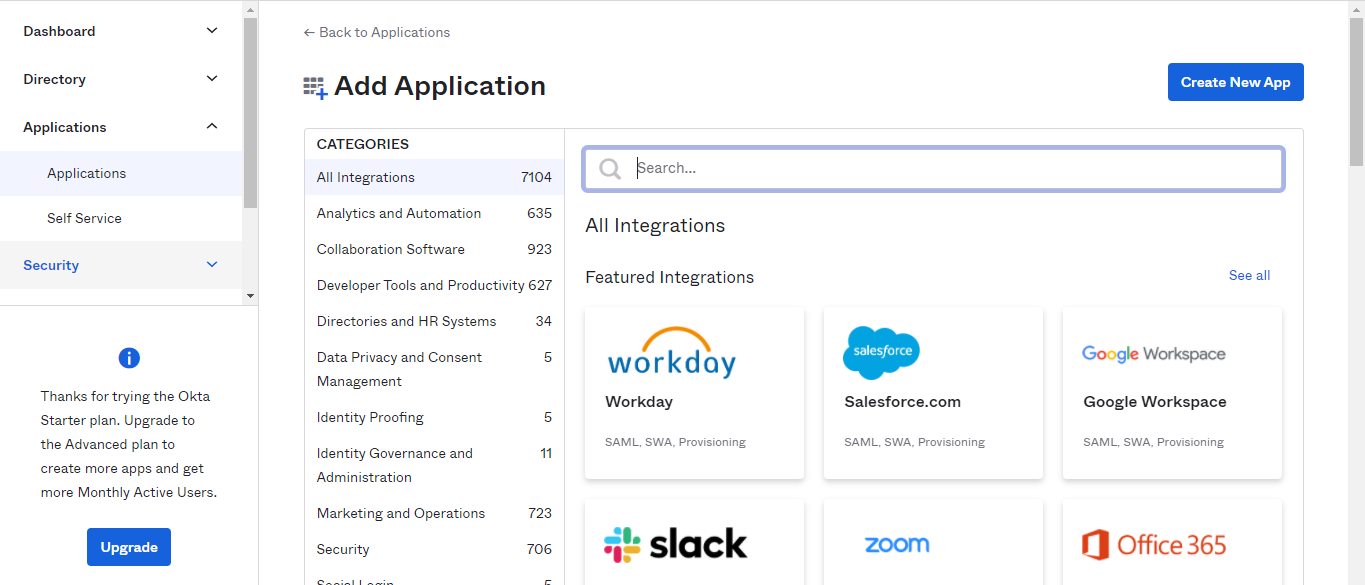 Dashboard
Directory
Applications
Applications
Self Service
Security
Thanks for trying the Okta
Starter plan. Upgrade to
the Advanced plan to
create more apps and get
more Monthly Active Users.
Upgrade
← Back to Applications
Add Application
Create New App
CATEGORIES
All Integrations 7104
Analytics and Automation 635
Collaboration Software 923
Developer Tools and Productivity 627
Directories and HR Systems 34
Data Privacy and Consent 5
Management
Identity Proofing 5
Identity Governance and 11
Administration
Marketing and Operations 723
Security 706
Social Login 5
Search...
All Integrations
Featured Integrations See all
workday
Workday
SAML, SWA, Provisioning
salesforce
Salesforce.com
SAML, SWA, Provisioning
Google Workspace
Google Workspace
SAML, SWA, Provisioning
slack
zoom
Office 365